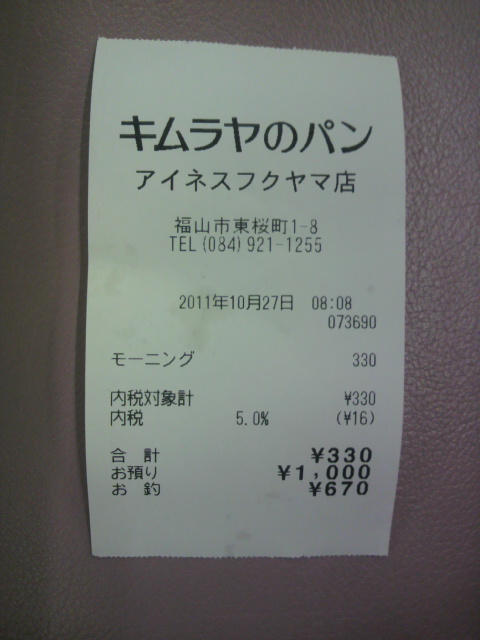 キムラヤのパン
アイネスフクヤマ店
福山市東桜町1-8
TEL(084)921-1255
2011年10月27日 08:08
073690
モーニング 330
内税対象計 ¥330
内税 5.0% (¥16)
合 計 ¥330
お預り ¥1,000
お 釣 ¥670